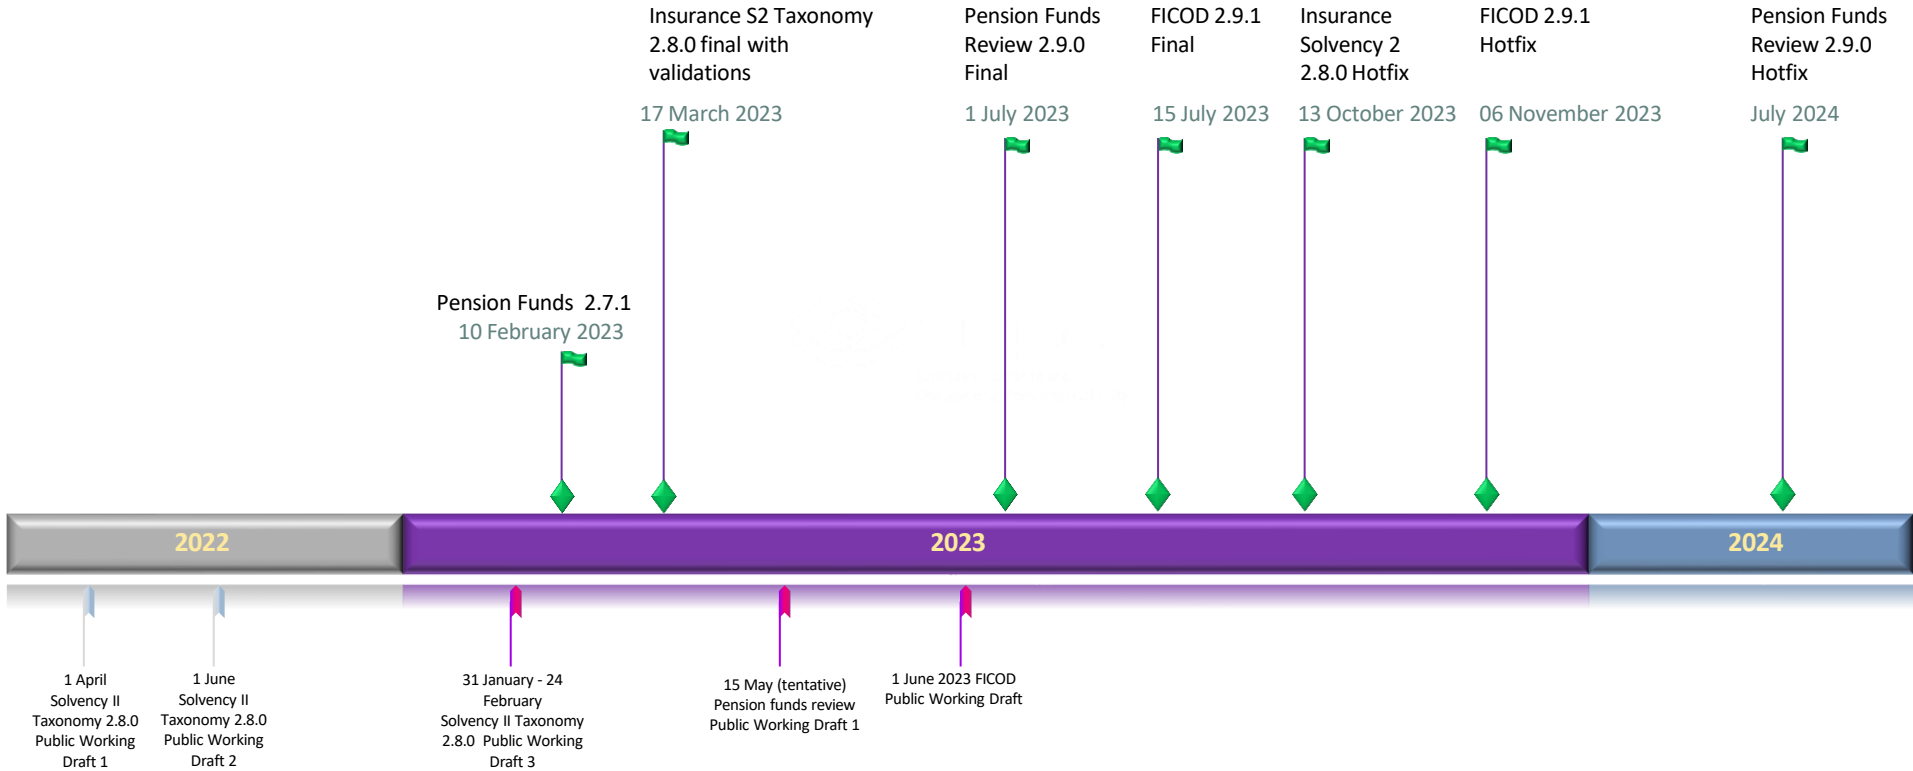 Insurance S2 Taxonomy
2.8.0 final with
validations
17 March 2023
Pension Funds
Review 2.9.0
Final
1 July 2023
FICOD 2.9.1
Final
15 July 2023
Insurance
Solvency 2
2.8.0 Hotfix
13 October 2023
FICOD 2.9.1
Hotfix
06 November 2023
Pension Funds
Review 2.9.0
Hotfix
July 2024
Pension Funds  2.7.1
10 February 2023
2022
2023
2024
1 April
Solvency II
Taxonomy 2.8.0
Public Working
Draft 1
1 June
Solvency II
Taxonomy 2.8.0
Public Working
Draft 2
31 January - 24
February
Solvency II Taxonomy
2.8.0  Public Working
Draft 3
15 May (tentative)
Pension funds review
Public Working Draft 1
1 June 2023 FICOD
Public Working Draft